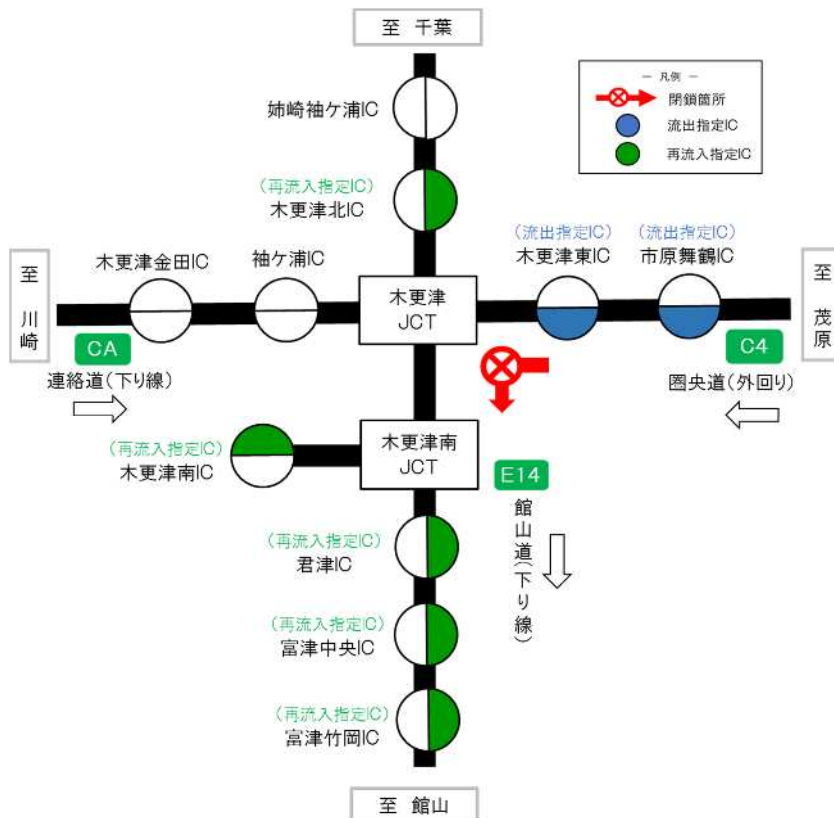 至 千葉
― 凡例 ―
閉鎖箇所
流出指定IC
再流入指定IC
姉崎袖ケ浦IC
(再流入指定IC)
木更津北IC
(流出指定IC)
木更津東IC
(流出指定IC)
市原舞鶴IC
至 川崎
木更津金田IC
袖ケ浦IC
木更津
JCT
至 茂原
CA
連絡道(下り線)
C4
圏央道(外回り)
(再流入指定IC)
木更津南IC
木更津南
JCT
E14
館山道(下り線)
(再流入指定IC)
君津IC
(再流入指定IC)
富津中央IC
(再流入指定IC)
富津竹岡IC
至 館山